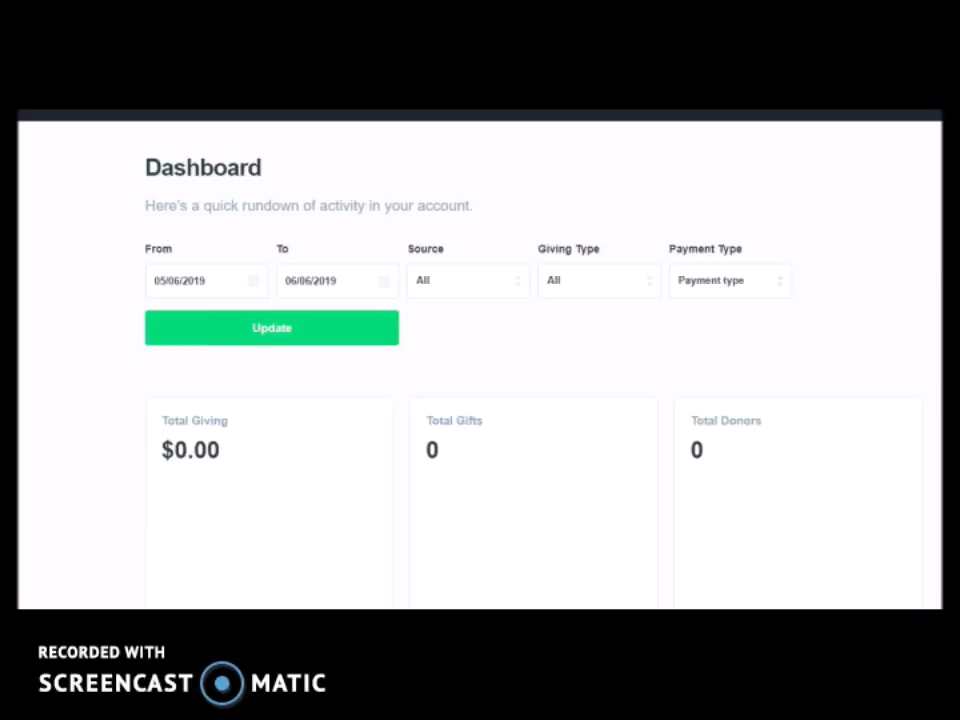 Dashboard
Here's a quick rundown of activity in your account.
From To Source Giving Type Payment Type
05/06/2019 06/06/2019 All All Payment type
Update
Total Giving Total Gifts Total Donors
$0.00 0 0
RECORDED WITH
SCREENCAST MATIC